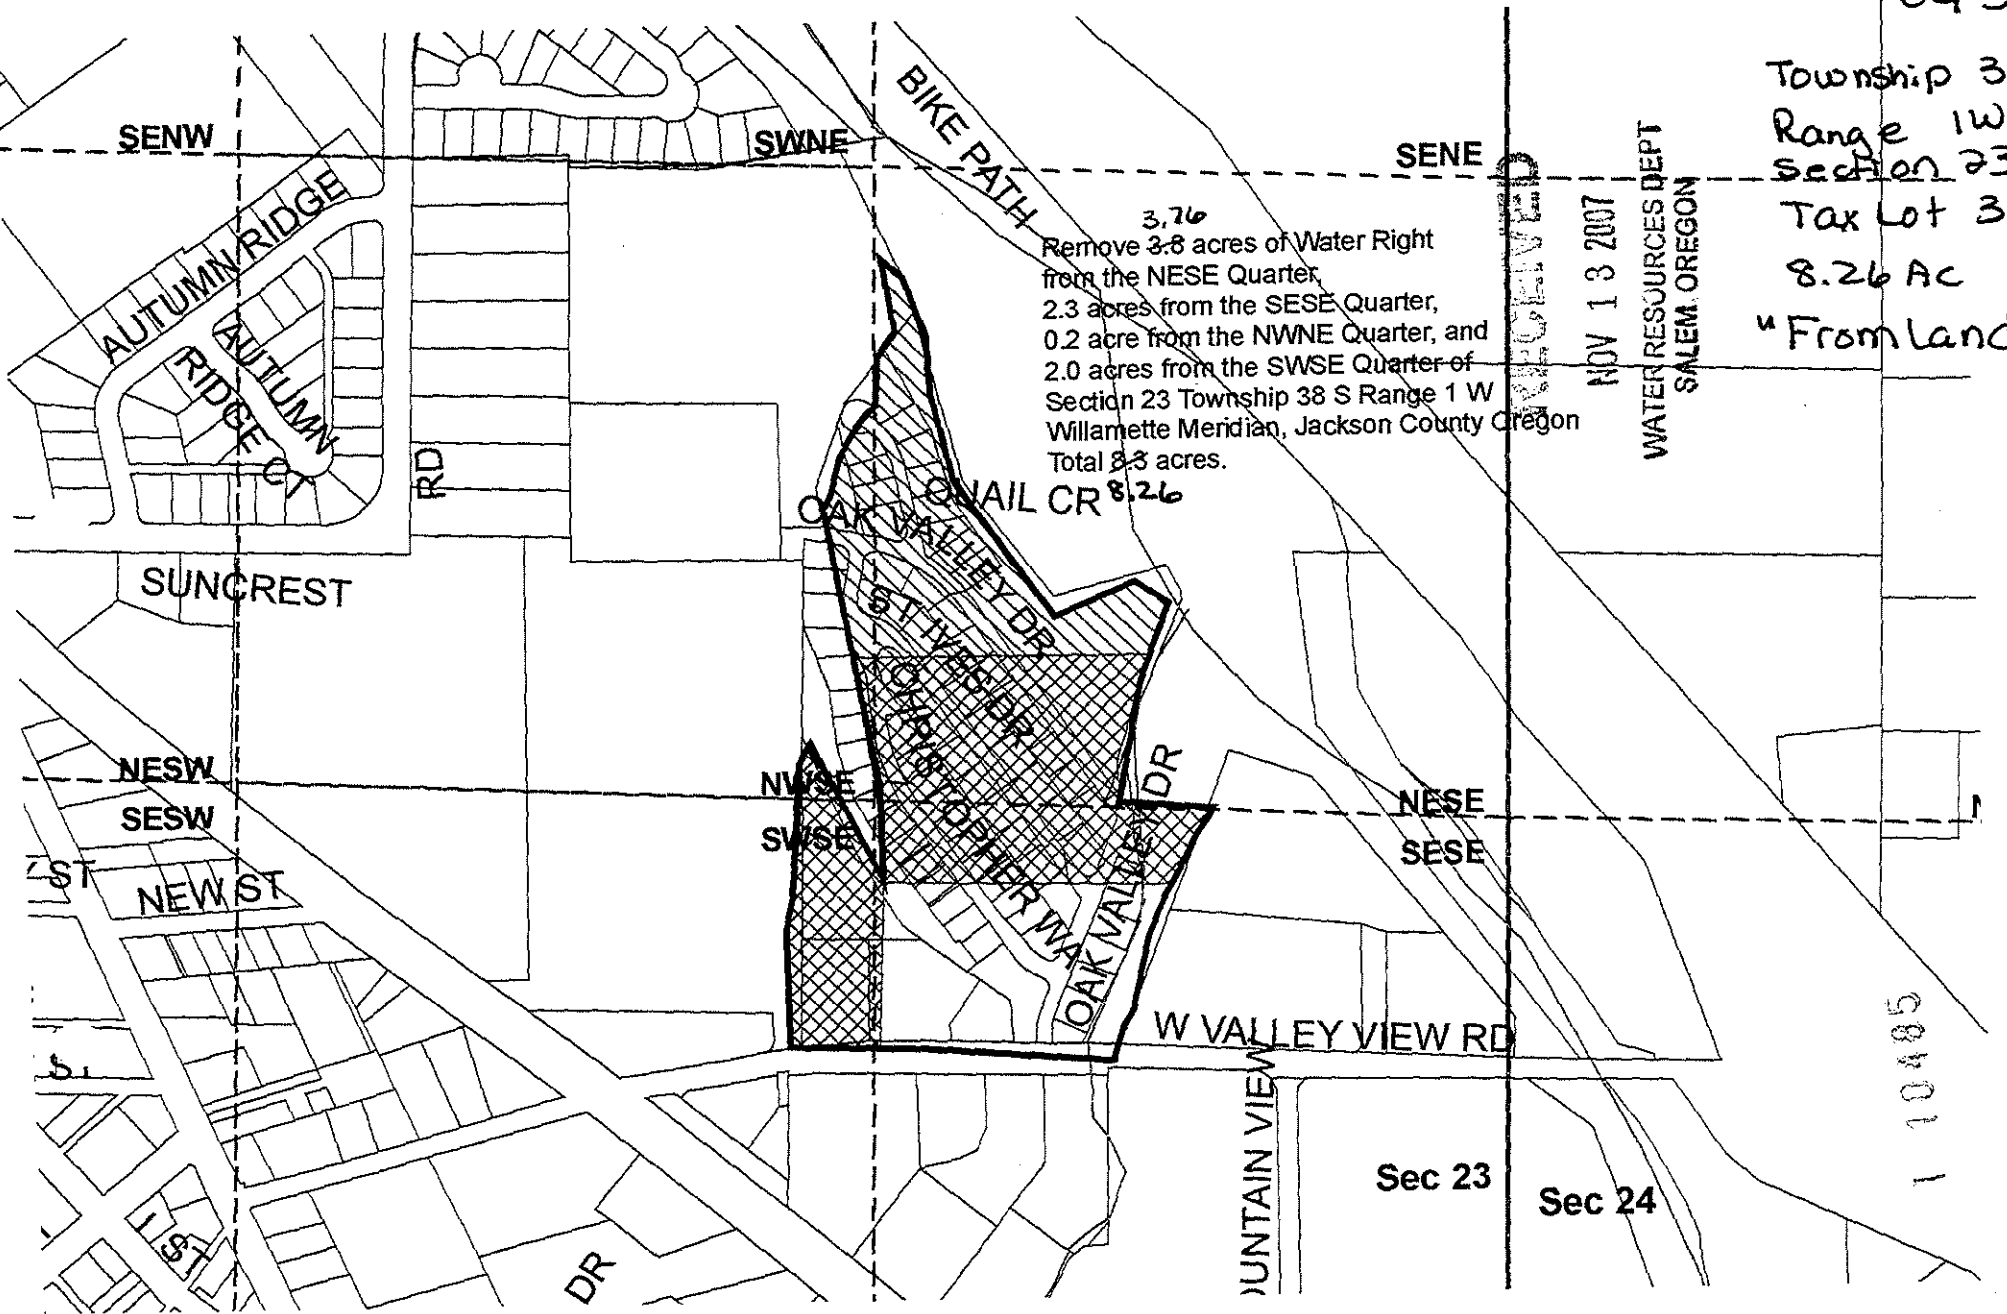 Township 3
Range 1W
Section 23
Tax Lot 3
8.26 AC
"From land
SENW
SWNE
SENE
BIKE PATH
AUTUMN RIDGE
AUTUMN
RIDGE CT
RD
3.76
Remove 3.8 acres of Water Right
from the NESE Quarter,
2.3 acres from the SESE Quarter,
0.2 acre from the NWNE Quarter, and
2.0 acres from the SWSE Quarter of
Section 23 Township 38 S Range 1 W
Willamette Meridian, Jackson County Oregon
Total 8.3 acres.
8.26
RECEIVED
NOV 13 2007
WATER RESOURCES DEPT
SALEM, OREGON
QUAIL CR
OAK VALLEY DR
SUNCREST
ST IVES DR
CHRISTOPHER WA
NESW
NWSE
NESE
SESW
SWSE
SESE
ST
NEW ST
OAK VALLEY DR
W VALLEY VIEW RD
OUNTAIN VIEW
Sec 23
Sec 24
10485
ST
DR